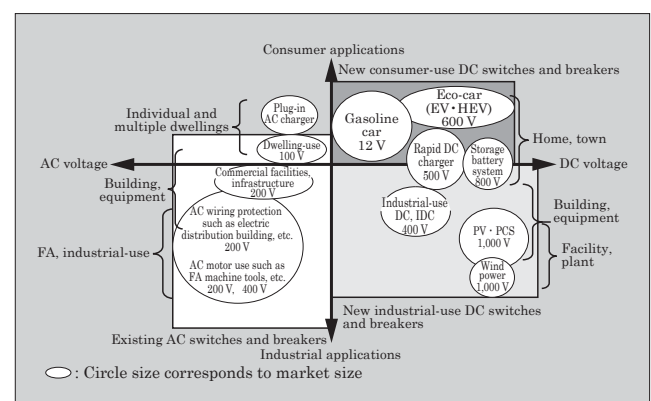 Consumer applications
New consumer-use DC switches and breakers
Individual and
multiple dwellings
Plug-in
AC charger
Gasoline
car
12 V
Eco-car
(EV・HEV)
600 V
Home, town
Dwelling-use
100 V
Rapid DC
charger
500 V
Storage
battery
system
800 V
AC voltage
DC voltage
Building,
equipment
Commercial facilities,
infrastructure
200 V
Industrial-use
DC, IDC
400 V
Building,
equipment
AC wiring protection
such as electric
distribution building, etc.
200 V
PV・PCS
1,000 V
Facility,
plant
FA, industrial-use
AC motor use such as
FA machine tools, etc.
200 V, 400 V
Wind
power
1,000 V
New industrial-use DC switches
and breakers
Existing AC switches and breakers
Industrial applications
: Circle size corresponds to market size